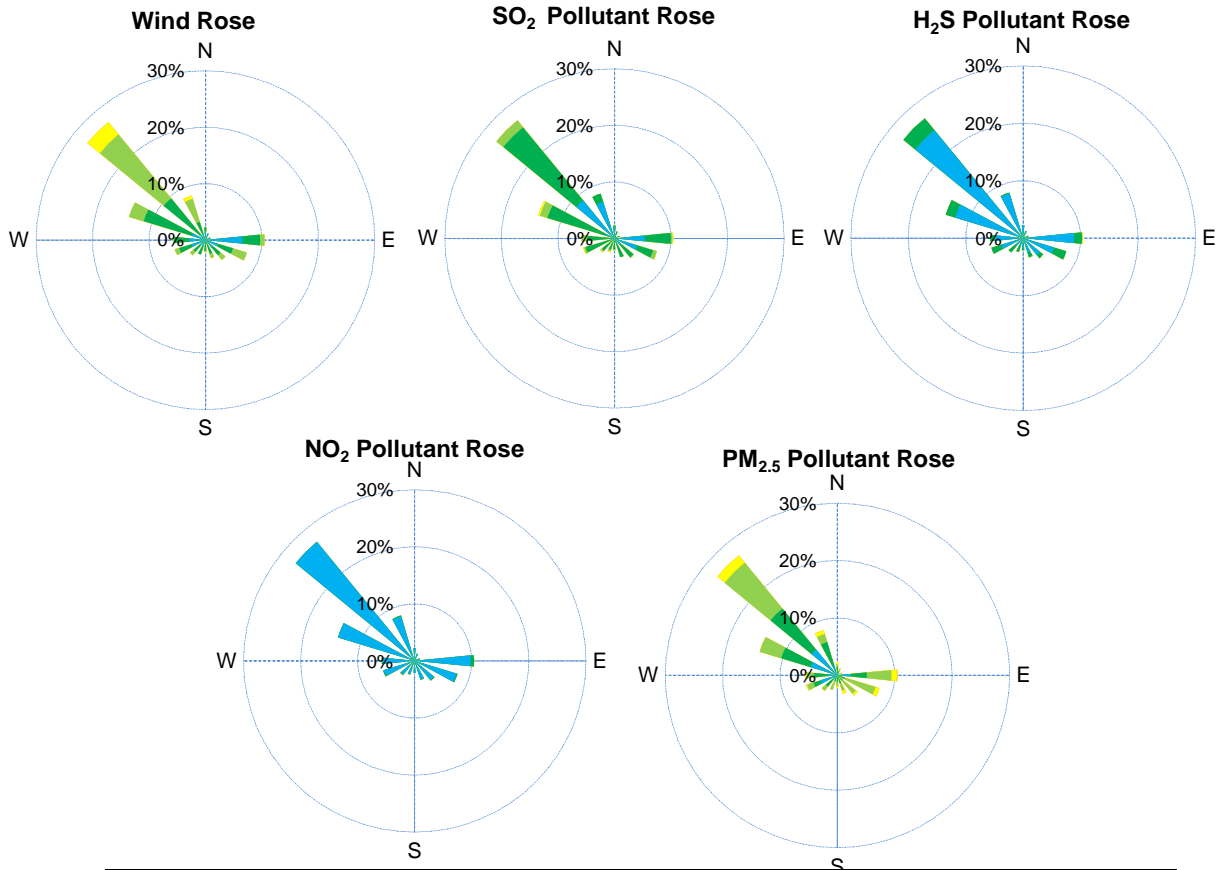 Wind Rose
N
30%
20%
10%
0%
W
E
S
SO₂ Pollutant Rose
N
30%
20%
10%
0%
W
E
S
H₂S Pollutant Rose
N
30%
20%
10%
0%
W
E
S
NO₂ Pollutant Rose
N
30%
20%
10%
0%
W
E
S
PM₂.₅ Pollutant Rose
N
30%
20%
10%
0%
W
E
S